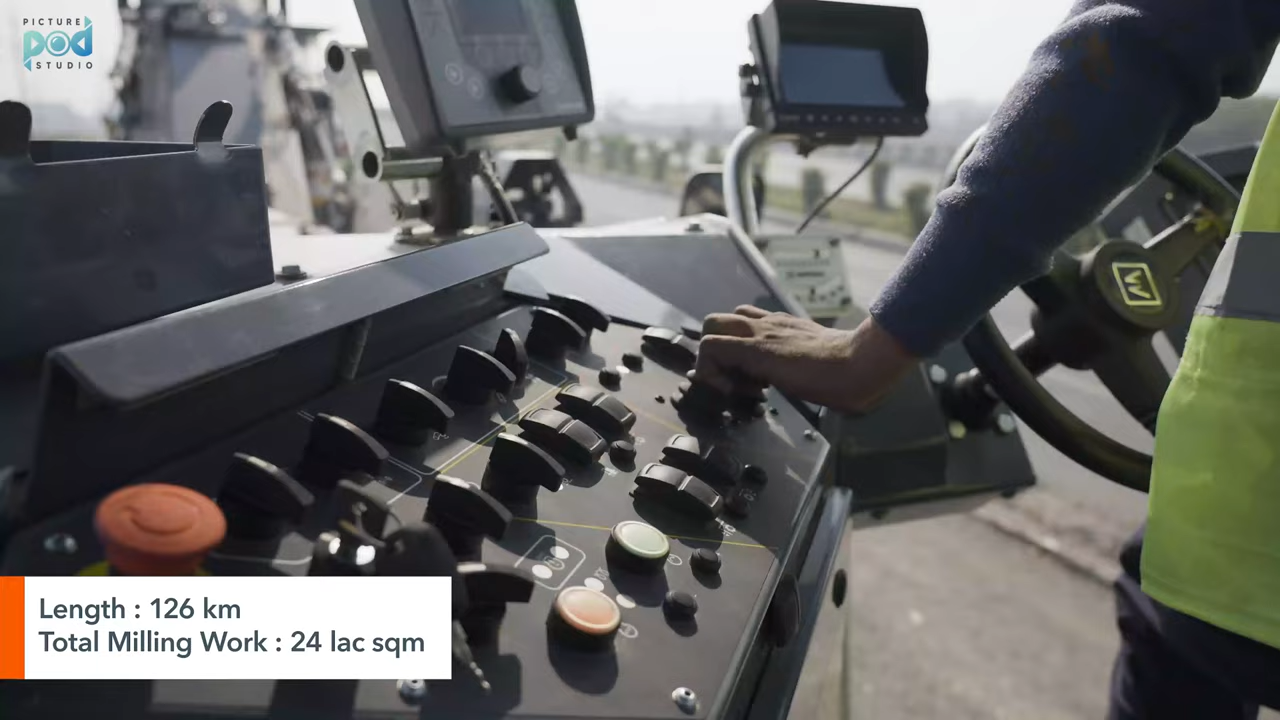 PICTURE
pod
STUDIO
Length : 126 km
Total Milling Work : 24 lac sqm